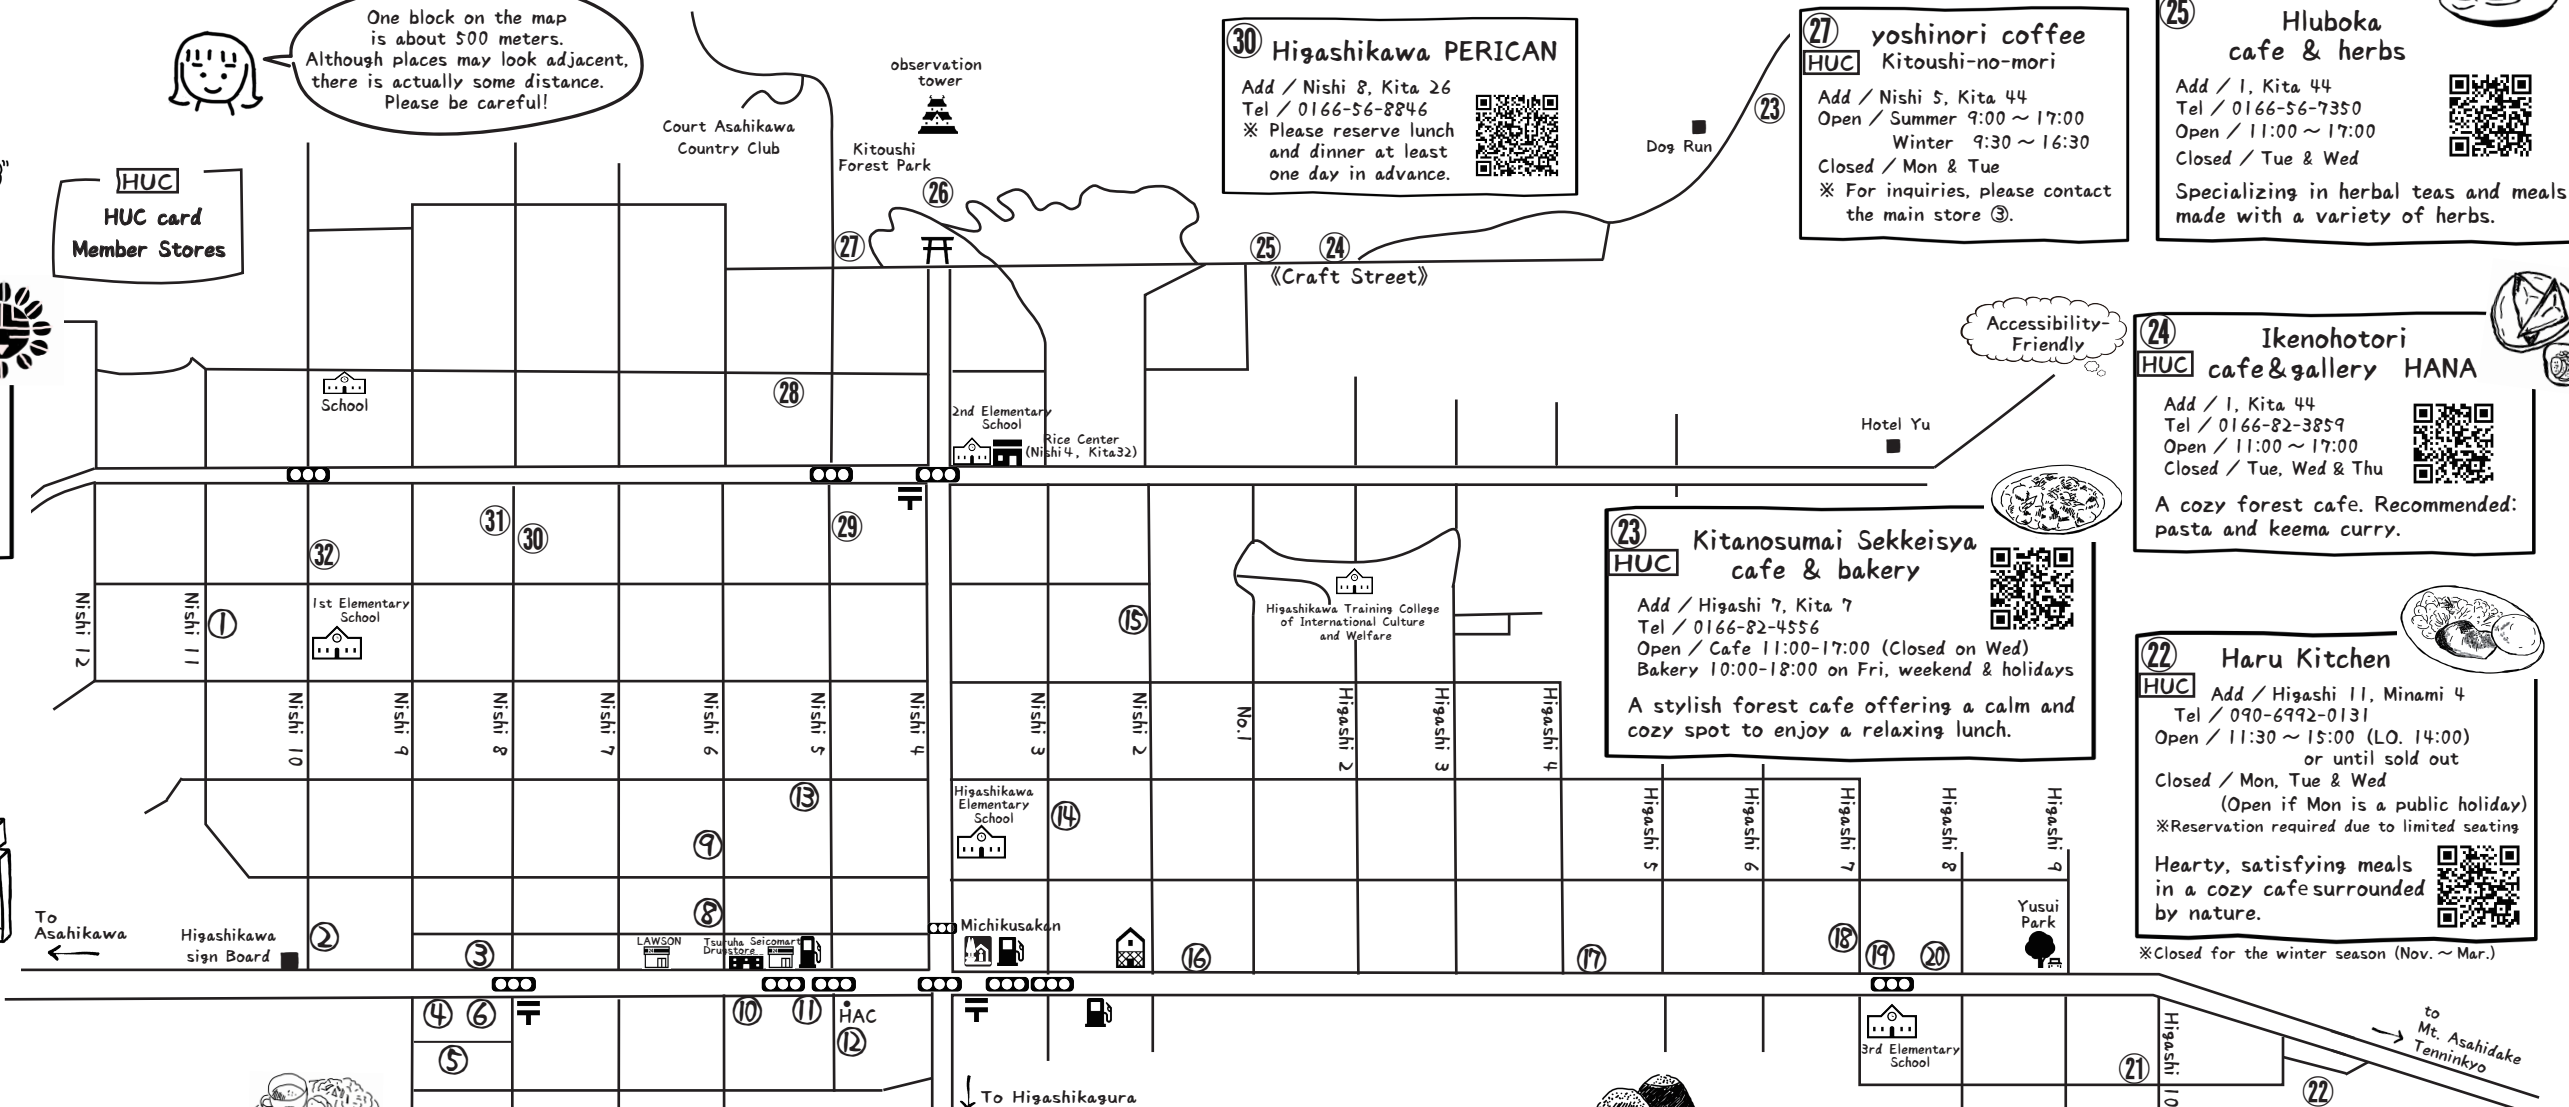 One block on the map
is about 500 meters.
Although places may look adjacent,
there is actually some distance.
Please be careful!
HUC
HUC card
Member Stores
Court Asahikawa
Country Club
observation
tower
Kitoushi
Forest Park
26
27
25
24
《Craft Street》
Dog Run
23
30
Higashikawa PERICAN
Add / Nishi 8, Kita 26
Tel / 0166-56-8846
※ Please reserve lunch
and dinner at least
one day in advance.
27
HUC
yoshinori coffee
Kitoushi-no-mori
Add / Nishi 5, Kita 44
Open / Summer 9:00 ~ 17:00
Winter 9:30 ~ 16:30
Closed / Mon & Tue
※ For inquiries, please contact
the main store ③.
25
Hluboka
cafe & herbs
Add / 1, Kita 44
Tel / 0166-56-7350
Open / 11:00 ~ 17:00
Closed / Tue & Wed
Specializing in herbal teas and meals
made with a variety of herbs.
Accessibility-
Friendly
24
HUC
Ikenohotori
cafe&gallery HANA
Add / 1, Kita 44
Tel / 0166-82-3859
Open / 11:00 ~ 17:00
Closed / Tue, Wed & Thu
A cozy forest cafe. Recommended:
pasta and keema curry.
School
28
2nd Elementary
School
Rice Center
(Nishi4, Kita32)
Hotel Yu
31
30
29
32
23
HUC
Kitanosumai Sekkeisya
cafe & bakery
Add / Higashi 7, Kita 7
Tel / 0166-82-4556
Open / Cafe 11:00-17:00 (Closed on Wed)
Bakery 10:00-18:00 on Fri, weekend & holidays
A stylish forest cafe offering a calm and
cozy spot to enjoy a relaxing lunch.
Nishi 12
Nishi 11
1
1st Elementary
School
15
Higashikawa Training College
of International Culture
and Welfare
22
HUC
Haru Kitchen
Add / Higashi 11, Minami 4
Tel / 090-6992-0131
Open / 11:30 ~ 15:00 (LO. 14:00)
or until sold out
Closed / Mon, Tue & Wed
(Open if Mon is a public holiday)
※Reservation required due to limited seating
Hearty, satisfying meals
in a cozy cafe surrounded
by nature.
※Closed for the winter season (Nov. ~ Mar.)
Nishi 10
Nishi 9
Nishi 8
Nishi 7
Nishi 6
Nishi 5
Nishi 4
Nishi 3
Nishi 2
No.1
Higashi 2
Higashi 3
Higashi 4
Higashi 5
Higashi 6
Higashi 7
Higashi 8
Higashi 9
13
Higashikawa
Elementary
School
14
9
8
To
Asahikawa
Higashikawa
sign Board
2
3
LAWSON
Tsuruha
Drugstore
Seicomart
Michikusakan
16
17
18
19
20
Yusui
Park
4
6
5
10
11
HAC
12
3rd Elementary
School
21
Higashi 10
22
to
Mt. Asahidake
Tenninkyo
To Higashikagura